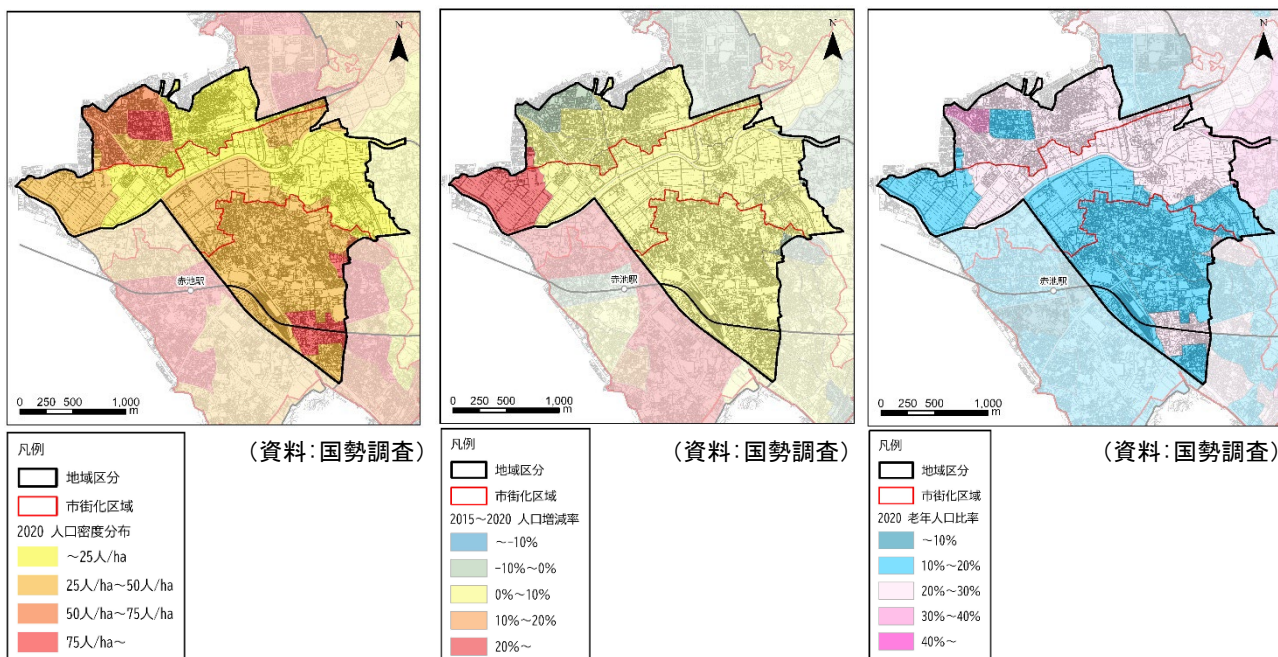 N
赤池駅
0 250 500 1,000
m
(資料:国勢調査)
凡例
地域区分
市街化区域
2020 人口密度分布
～25人/ha
25人/ha～50人/ha
50人/ha～75人/ha
75人/ha～
N
赤池駅
0 250 500 1,000
m
(資料:国勢調査)
凡例
地域区分
市街化区域
2015～2020 人口増減率
～-10%
-10%～0%
0%～10%
10%～20%
20%～
N
赤池駅
0 250 500 1,000
m
(資料:国勢調査)
凡例
地域区分
市街化区域
2020 老年人口比率
～10%
10%～20%
20%～30%
30%～40%
40%～